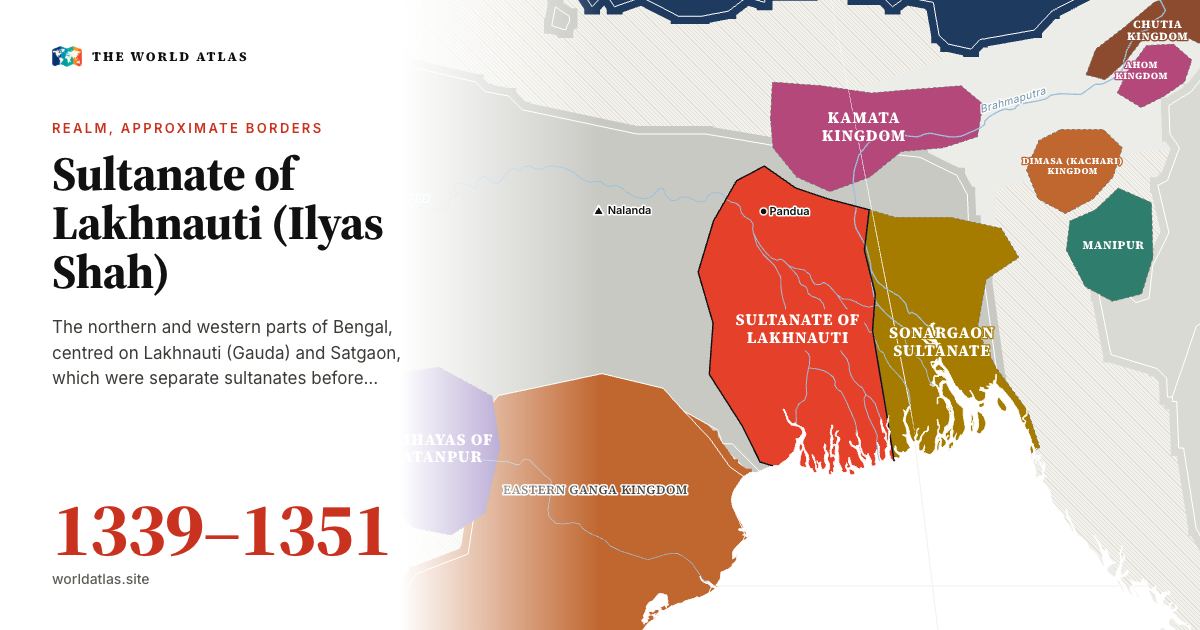 THE WORLD ATLAS
REALM, APPROXIMATE BORDERS
Sultanate of
Lakhnauti (Ilyas
Shah)
The northern and western parts of Bengal,
centred on Lakhnauti (Gauda) and Satgaon,
which were separate sultanates before...
1339–1351
worldatlas.site
CHUTIA
KINGDOM
AHOM
KINGDOM
Brahmaputra
KAMATA
KINGDOM
DIMASA (KACHARI)
KINGDOM
Nalanda
Pandua
MANIPUR
SULTANATE OF
LAKHNAUTI
SONARGAON
SULTANATE
OF
EASTERN GANGA KINGDOM